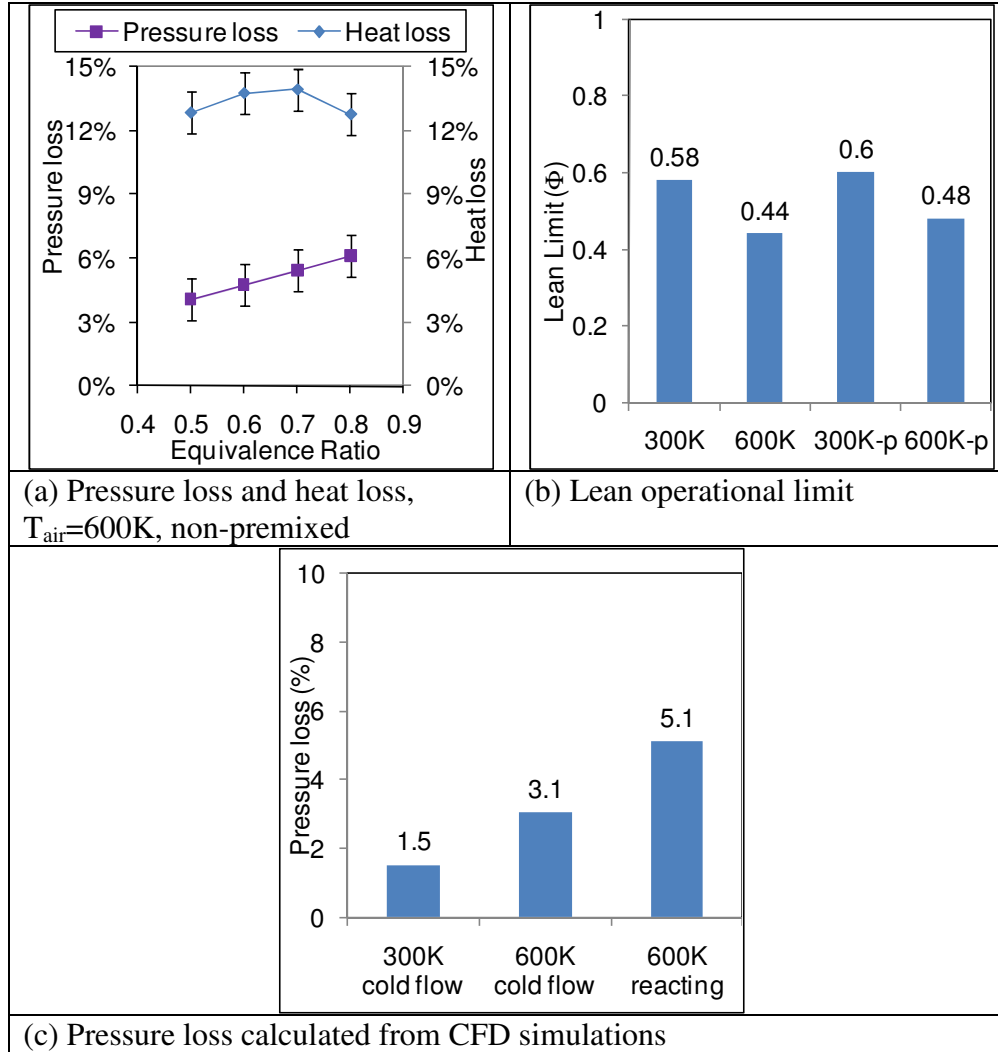 Pressure loss Heat loss
15% 15%
12% 12%
9% 9%
6% 6%
3% 3%
0% 0%
Pressure loss
Heat loss
0.4 0.5 0.6 0.7 0.8 0.9
Equivalence Ratio
1
0.8
0.6
0.4
0.2
0
Lean Limit (Φ)
0.58
0.44
0.6
0.48
300K 600K 300K-p 600K-p
(a) Pressure loss and heat loss,
Tair=600K, non-premixed
(b) Lean operational limit
10
8
6
4
2
0
Pressure loss (%)
1.5
3.1
5.1
300K 600K 600K
cold flow cold flow reacting
(c) Pressure loss calculated from CFD simulations